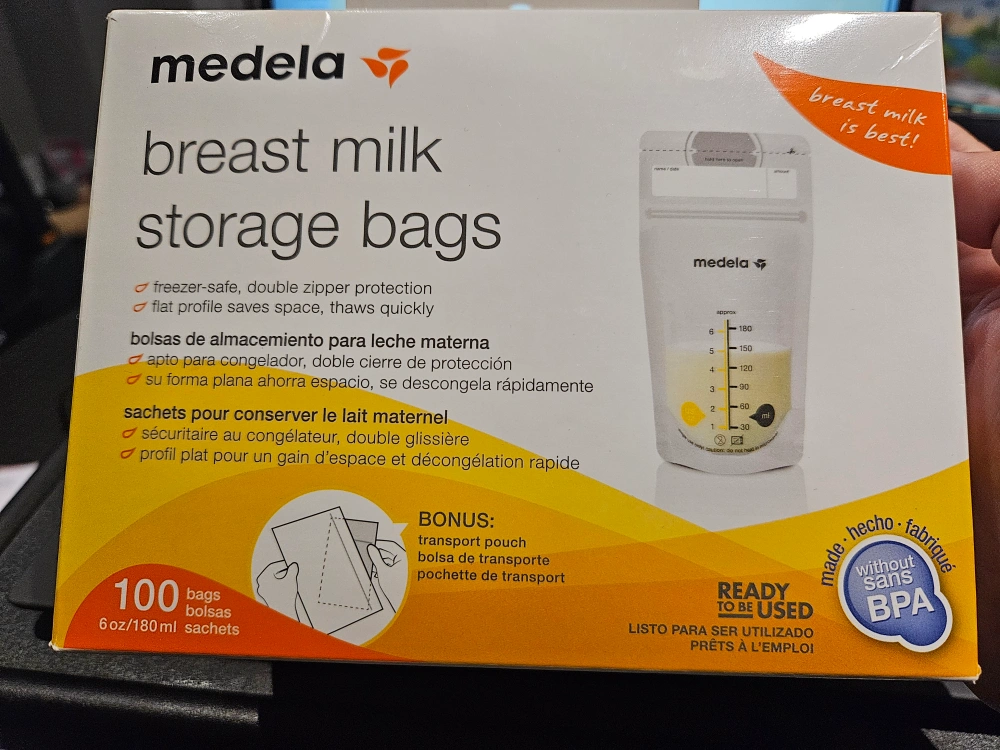 medela
breast milk
is best!
breast milk
storage bags
freezer-safe, double zipper protection
flat profile saves space, thaws quickly
bolsas de almacemiento para leche materna
apto para congelador, doble cierre de protección
su forma plana ahorra espacio, se descongela rápidamente
sachets pour conserver le lait maternel
sécuritaire au congélateur, double glissière
profil plat pour un gain d'espace et décongélation rapide
name / date
amount
medela
approx.
6 180
5 150
4 120
3 90
2 60
1 30
ml
BONUS:
transport pouch
bolsa de transporte
pochette de transport
100 bags
bolsas
6 oz/180 ml sachets
READY
TO BE USED
LISTO PARA SER UTILIZADO
PRÊTS À L'EMPLOI
made · hecho · fabriqué
without
sans
BPA